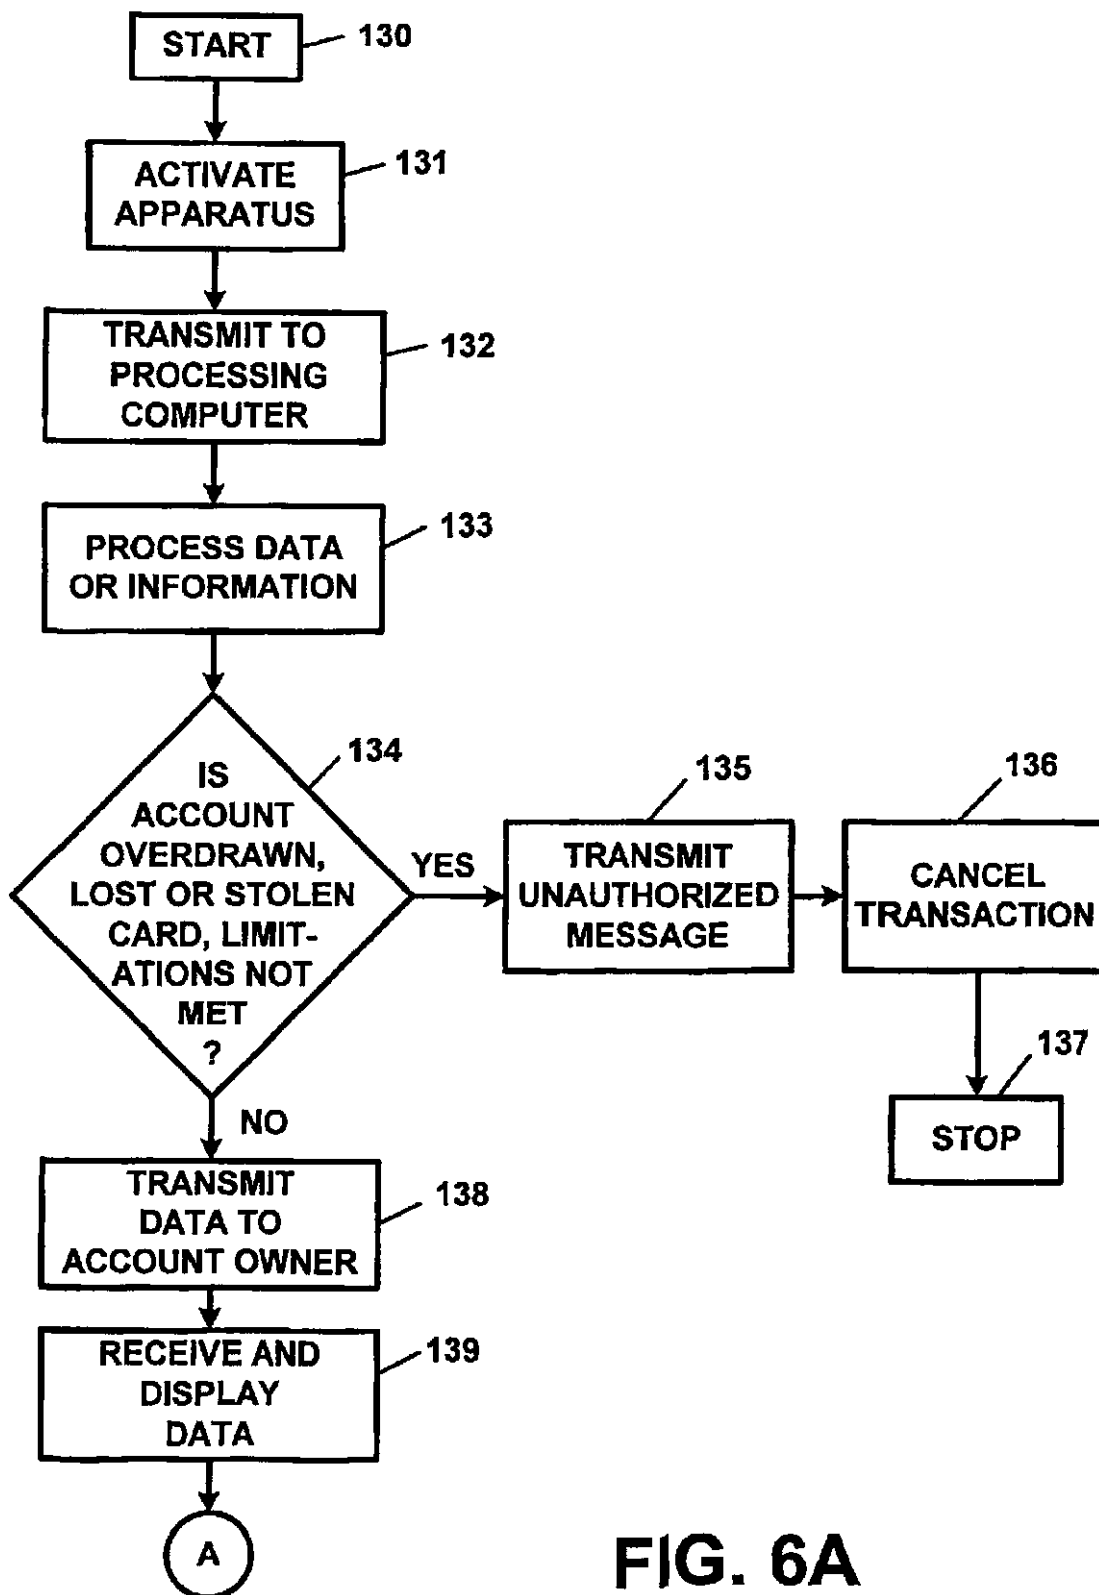 START
130
ACTIVATE
APPARATUS
131
TRANSMIT TO
PROCESSING
COMPUTER
132
PROCESS DATA
OR INFORMATION
133
IS
ACCOUNT
OVERDRAWN,
LOST OR STOLEN
CARD, LIMIT-
ATIONS NOT
MET
?
134
YES
TRANSMIT
UNAUTHORIZED
MESSAGE
135
CANCEL
TRANSACTION
136
STOP
137
NO
TRANSMIT
DATA TO
ACCOUNT OWNER
138
RECEIVE AND
DISPLAY
DATA
139
A
FIG. 6A